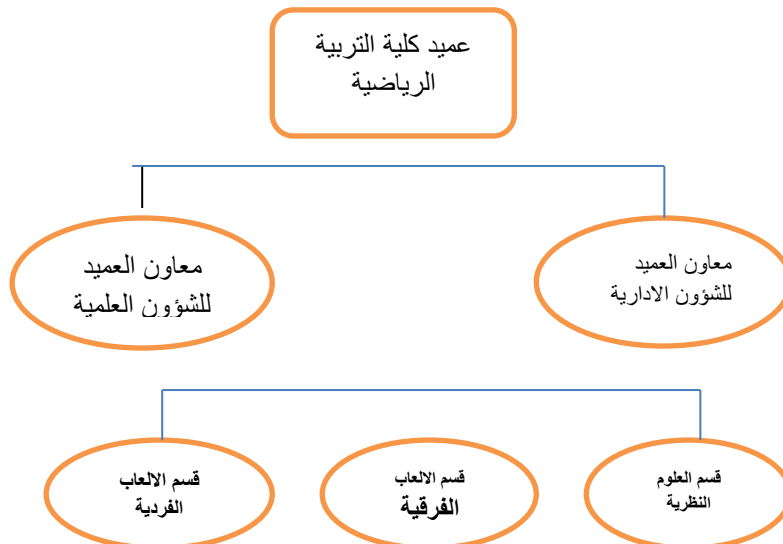 عميد كلية التربية
الرياضية
معاون العميد
للشؤون الادارية
معاون العميد
للشؤون العلمية
قسم العلوم
النظرية
قسم الالعاب
الفرقية
قسم الالعاب
الفردية